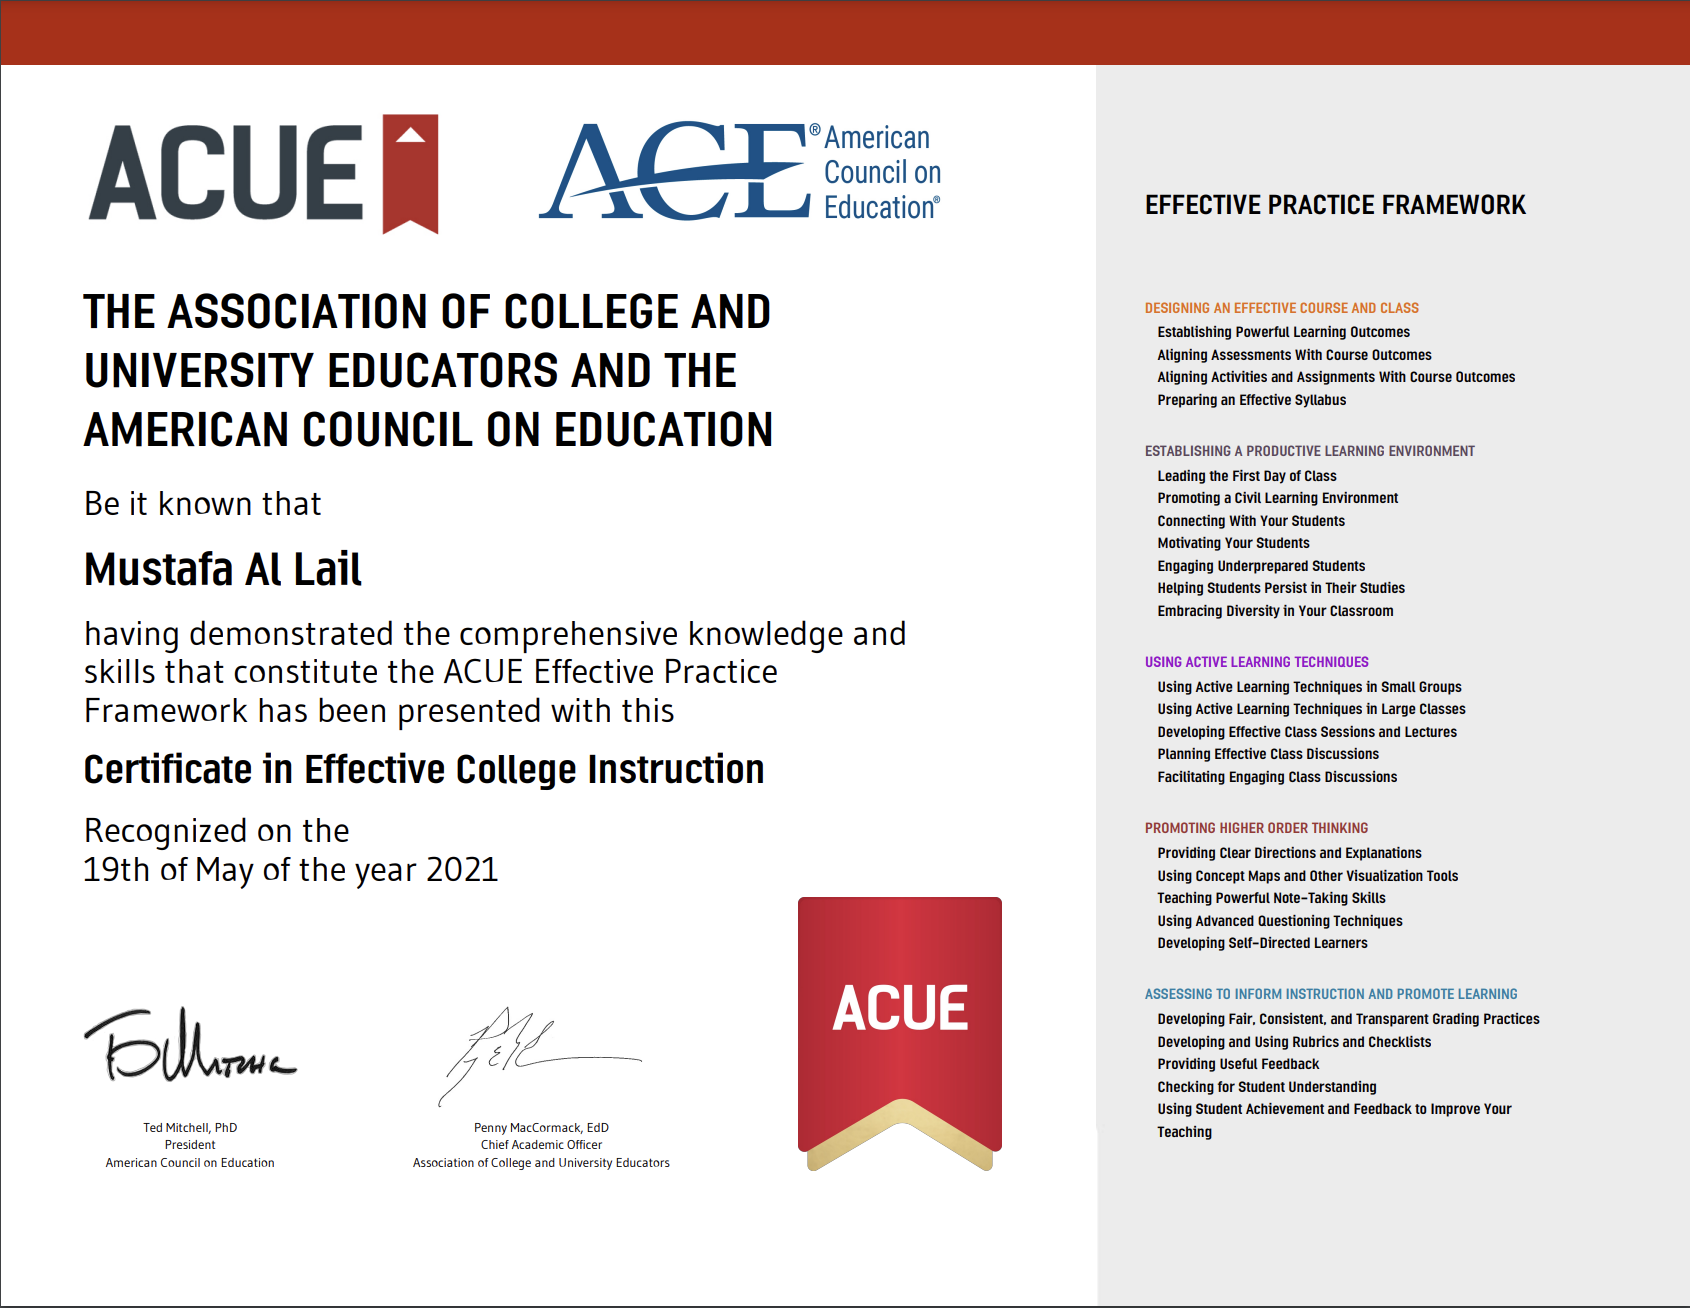 ACUE
ACE® American
Council on
Education®
THE ASSOCIATION OF COLLEGE AND
UNIVERSITY EDUCATORS AND THE
AMERICAN COUNCIL ON EDUCATION
Be it known that
Mustafa Al Lail
having demonstrated the comprehensive knowledge and
skills that constitute the ACUE Effective Practice
Framework has been presented with this
Certificate in Effective College Instruction
Recognized on the
19th of May of the year 2021
ACUE
Ted Mitchell, PhD
President
American Council on Education
Penny MacCormack, EdD
Chief Academic Officer
Association of College and University Educators
EFFECTIVE PRACTICE FRAMEWORK
DESIGNING AN EFFECTIVE COURSE AND CLASS
Establishing Powerful Learning Outcomes
Aligning Assessments With Course Outcomes
Aligning Activities and Assignments With Course Outcomes
Preparing an Effective Syllabus
ESTABLISHING A PRODUCTIVE LEARNING ENVIRONMENT
Leading the First Day of Class
Promoting a Civil Learning Environment
Connecting With Your Students
Motivating Your Students
Engaging Underprepared Students
Helping Students Persist in Their Studies
Embracing Diversity in Your Classroom
USING ACTIVE LEARNING TECHNIQUES
Using Active Learning Techniques in Small Groups
Using Active Learning Techniques in Large Classes
Developing Effective Class Sessions and Lectures
Planning Effective Class Discussions
Facilitating Engaging Class Discussions
PROMOTING HIGHER ORDER THINKING
Providing Clear Directions and Explanations
Using Concept Maps and Other Visualization Tools
Teaching Powerful Note-Taking Skills
Using Advanced Questioning Techniques
Developing Self-Directed Learners
ASSESSING TO INFORM INSTRUCTION AND PROMOTE LEARNING
Developing Fair, Consistent, and Transparent Grading Practices
Developing and Using Rubrics and Checklists
Providing Useful Feedback
Checking for Student Understanding
Using Student Achievement and Feedback to Improve Your
Teaching